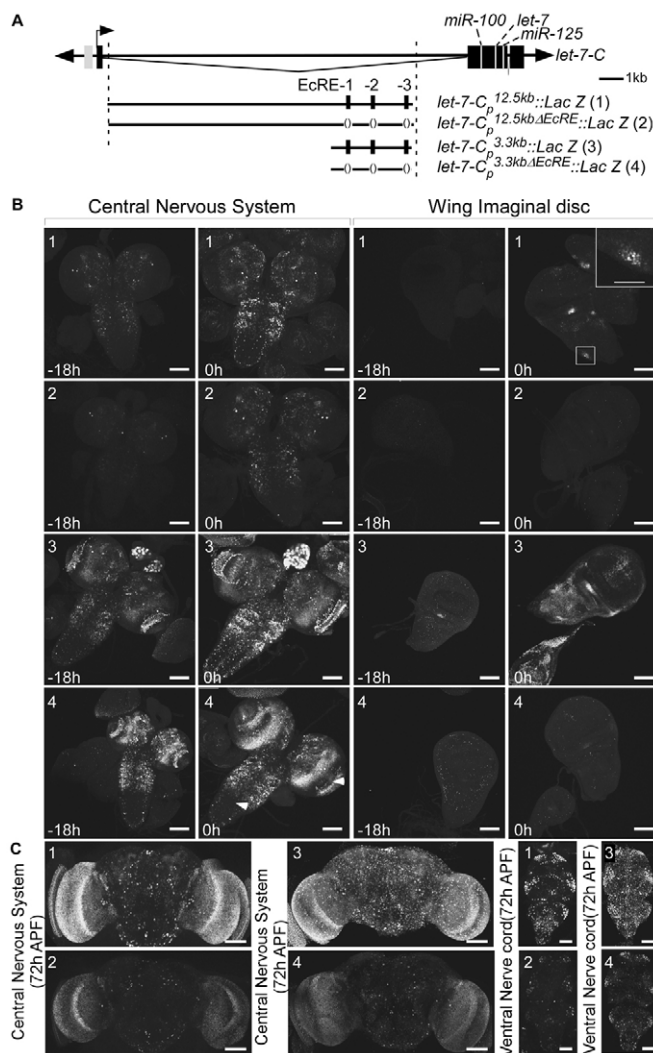 A
miR-100 let-7
miR-125
let-7-C
1kb
EcRE-1 -2 -3
let-7-Cp12.5kb::Lac Z (1)
let-7-Cp12.5kbΔEcRE::Lac Z (2)
let-7-Cp3.3kb::Lac Z (3)
let-7-Cp3.3kbΔEcRE::Lac Z (4)
B
Central Nervous System Wing Imaginal disc
1 1 1 1
-18h 0h -18h 0h
2 2 2 2
-18h 0h -18h 0h
3 3 3 3
-18h 0h -18h 0h
4 4 4 4
-18h 0h -18h 0h
C
Central Nervous System
(72h APF)
1
2
Central Nervous System
(72h APF)
3
4
Ventral Nerve cord(72h APF)
1
2
Ventral Nerve cord(72h APF)
3
4